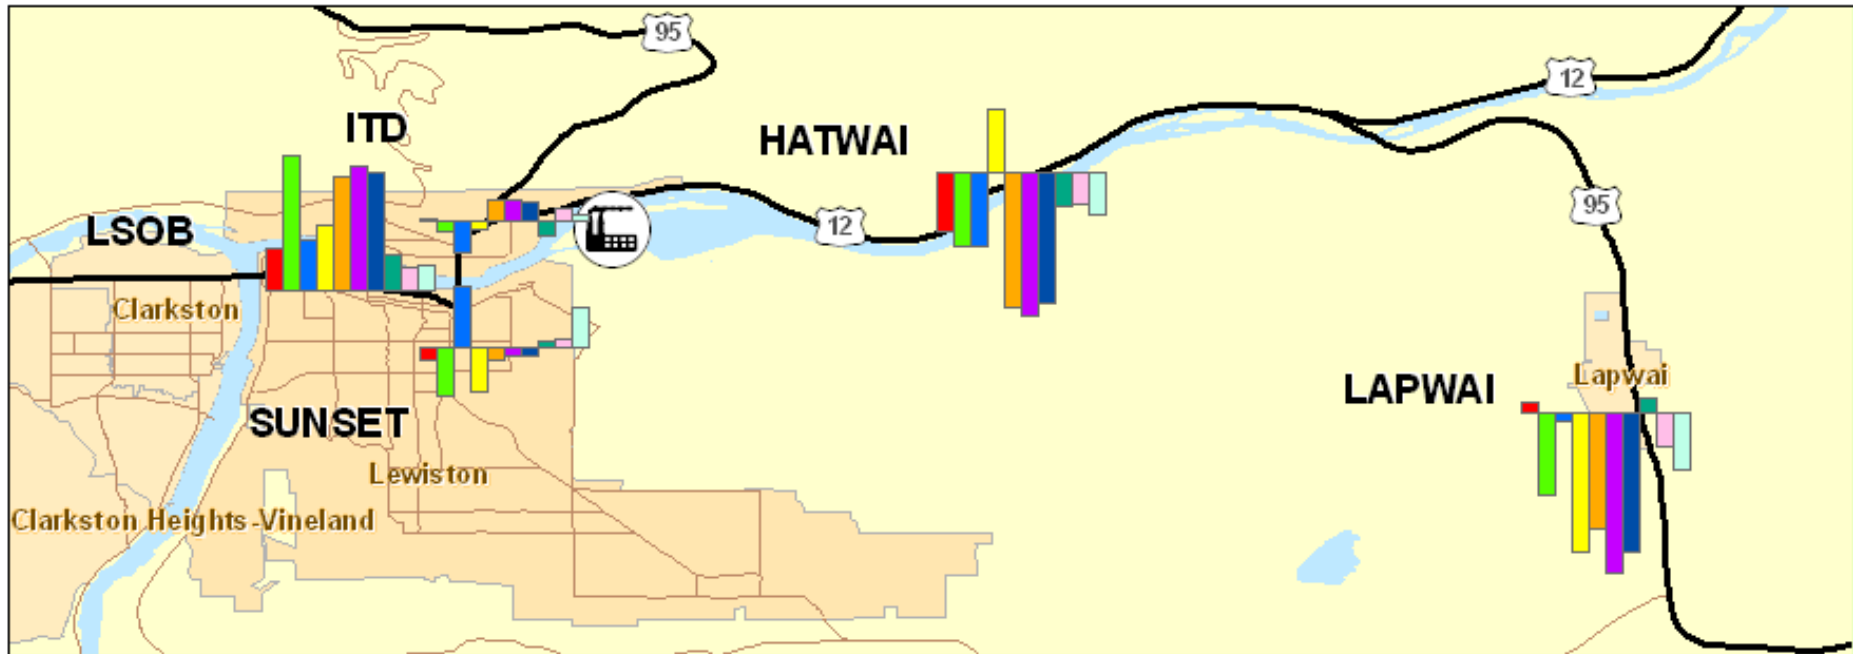 95
12
ITD
HATWAI
95
LSOB
12
Clarkston
Lapwai
LAPWAI
SUNSET
Lewiston
Clarkston Heights-Vineland